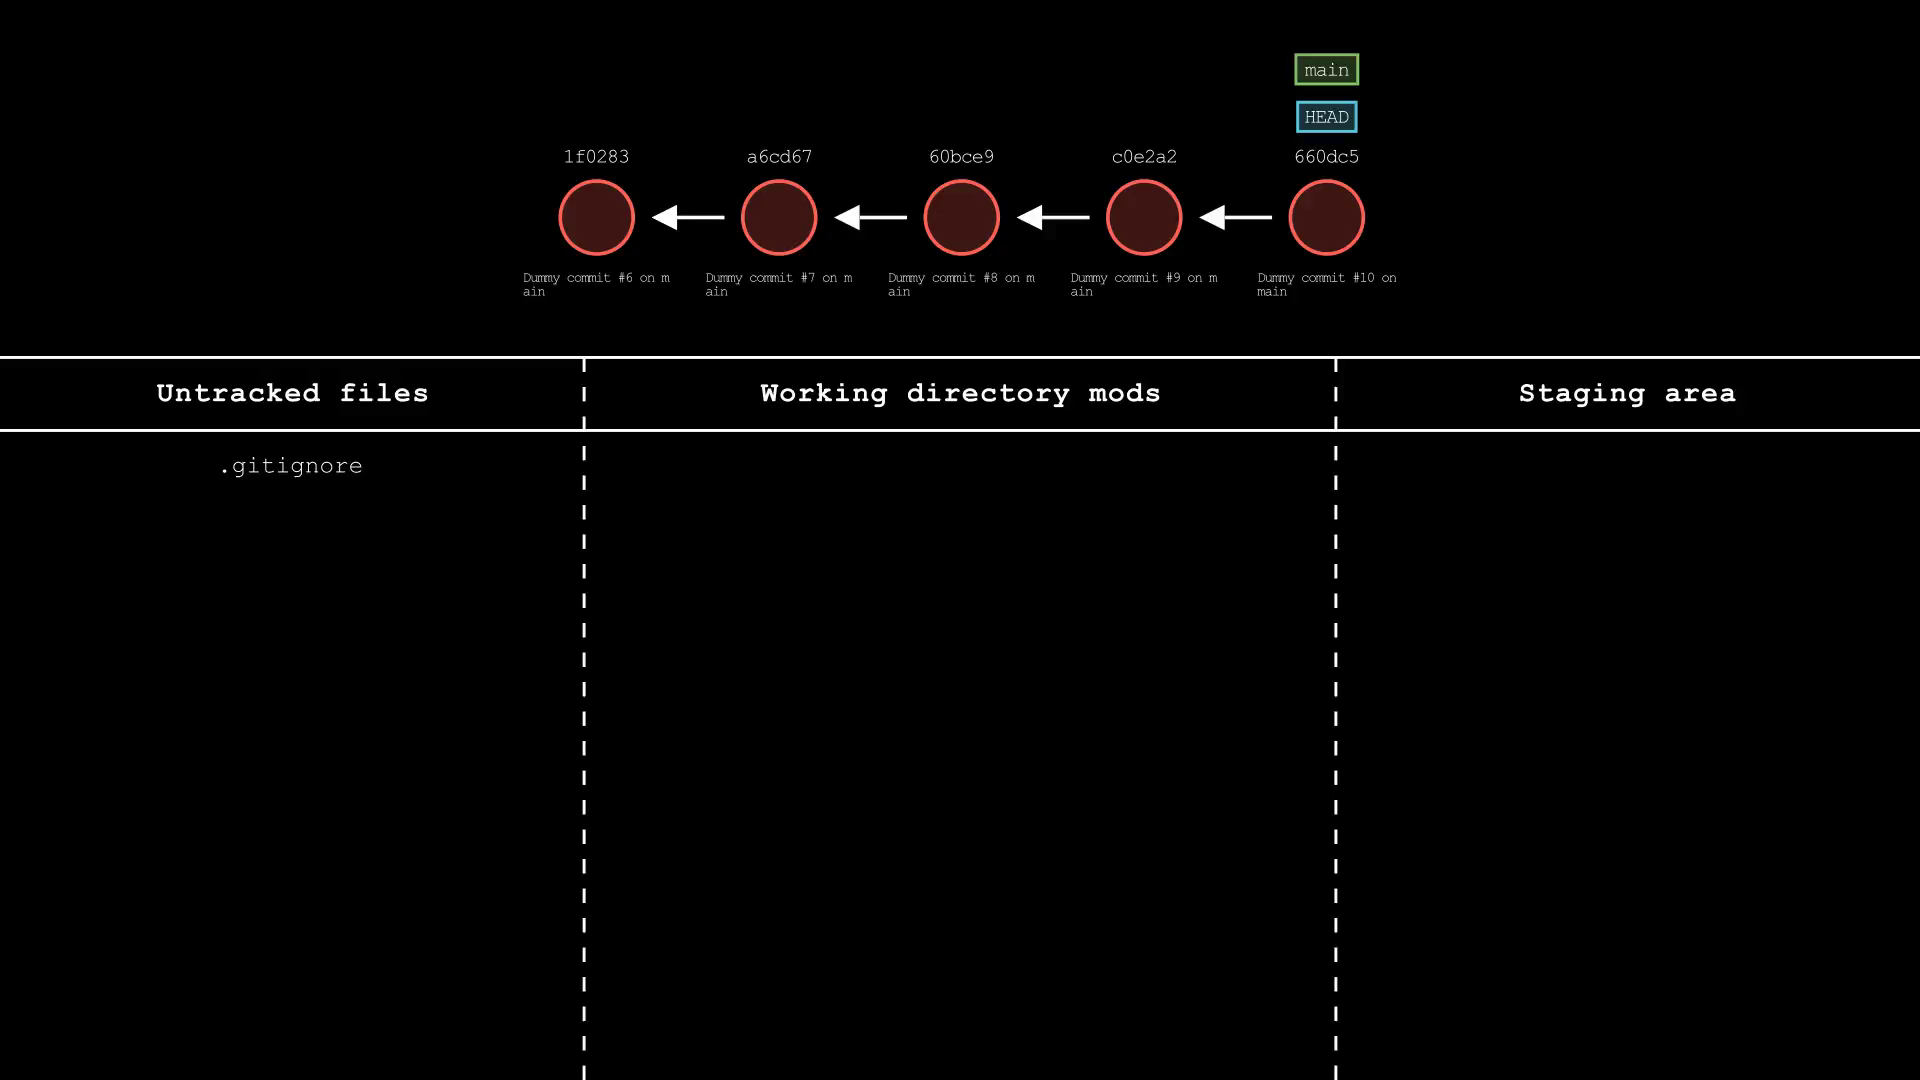 main
HEAD
1f0283
a6cd67
60bce9
c0e2a2
660dc5
Dummy commit #6 on m
ain
Dummy commit #7 on m
ain
Dummy commit #8 on m
ain
Dummy commit #9 on m
ain
Dummy commit #10 on
main
Untracked files
Working directory mods
Staging area
.gitignore